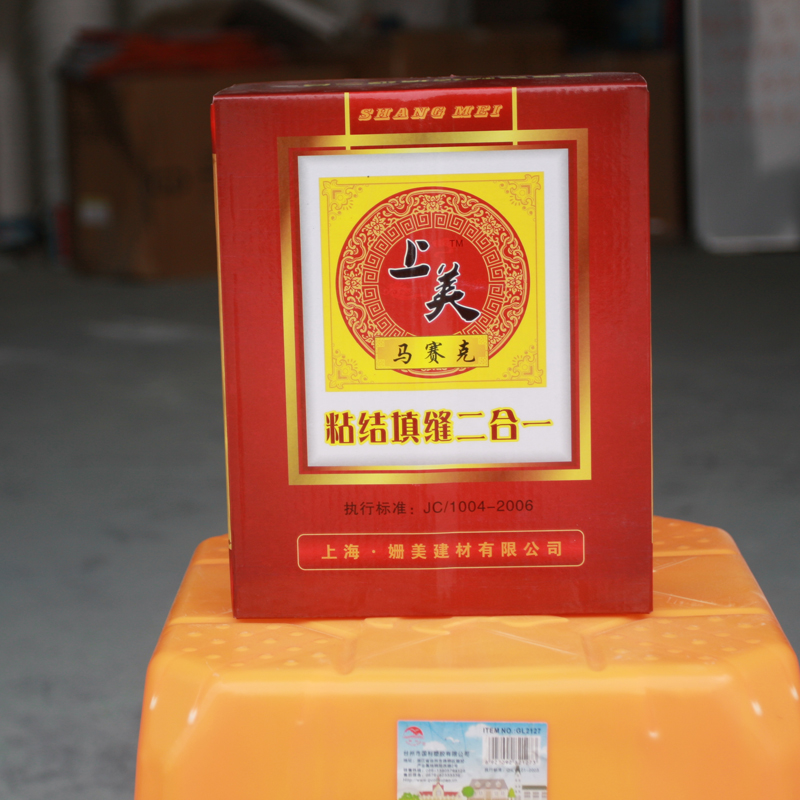 SHANG MEI
上美
TM
马赛克
粘结填缝二合一
执行标准：JC/1004-2006
上海·姗美建材有限公司
ITEM NO.:GL2127